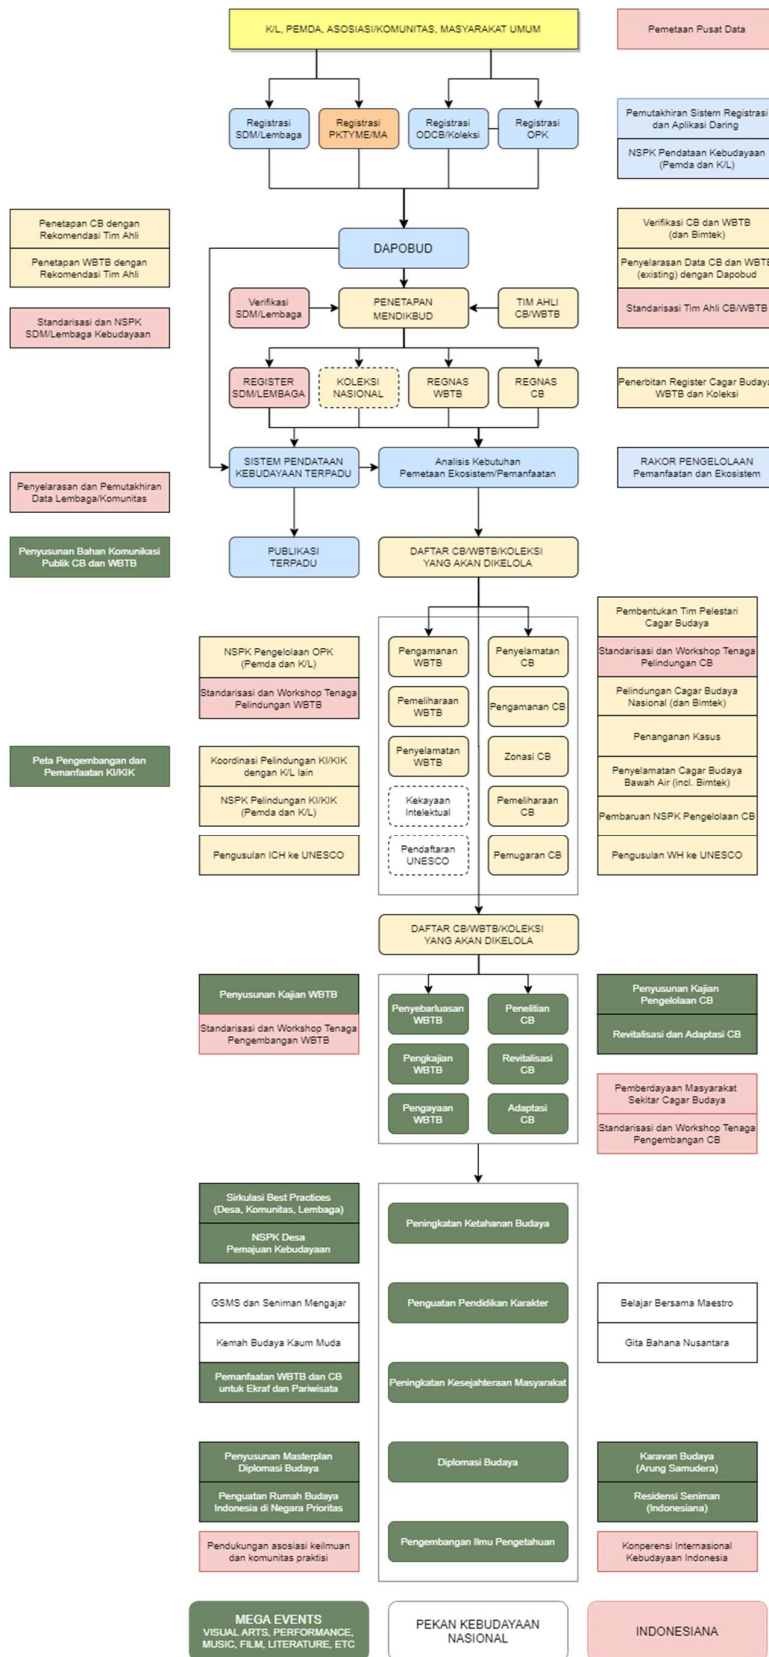 K/L, PEMDA, ASOSIASI/KOMUNITAS, MASYARAKAT UMUM
Pemetaan Pusat Data
Registrasi
SDM/Lembaga
Registrasi
PKTYME/MA
Registrasi
ODCB/Koleksi
Registrasi
OPK
Pemutakhiran Sistem Registrasi
dan Aplikasi Daring
NSPK Pendataan Kebudayaan
(Pemda dan K/L)
Penetapan CB dengan
Rekomendasi Tim Ahli
Penetapan WBTB dengan
Rekomendasi Tim Ahli
DAPOBUD
Verifikasi CB dan WBTB
(dan Bimtek)
Penyelarasan Data CB dan WBTB
(existing) dengan Dapobud
Standarisasi Tim Ahli CB/WBTB
Standarisasi dan NSPK
SDM/Lembaga Kebudayaan
Verifikasi
SDM/Lembaga
PENETAPAN
MENDIKBUD
TIM AHLI
CB/WBTB
REGISTER
SDM/LEMBAGA
KOLEKSI
NASIONAL
REGNAS
WBTB
REGNAS
CB
Penerbitan Register Cagar Budaya
WBTB dan Koleksi
SISTEM PENDATAAN
KEBUDAYAAN TERPADU
Analisis Kebutuhan
Pemetaan Ekosistem/Pemanfaatan
RAKOR PENGELOLAAN
Pemanfaatan dan Ekosistem
Penyelarasan dan Pemutakhiran
Data Lembaga/Komunitas
Penyusunan Bahan Komunikasi
Publik CB dan WBTB
PUBLIKASI
TERPADU
DAFTAR CB/WBTB/KOLEKSI
YANG AKAN DIKELOLA
NSPK Pengelolaan OPK
(Pemda dan K/L)
Standarisasi dan Workshop Tenaga
Pelindungan WBTB
Pengamanan
WBTB
Penyelamatan
CB
Pemeliharaan
WBTB
Pengamanan CB
Penyelamatan
WBTB
Zonasi CB
Kekayaan
Intelektual
Pemeliharaan
CB
Pendaftaran
UNESCO
Pemugaran CB
Pembentukan Tim Pelestari
Cagar Budaya
Standarisasi dan Workshop Tenaga
Pelindungan CB
Pelindungan Cagar Budaya
Nasional (dan Bimtek)
Penanganan Kasus
Penyelamatan Cagar Budaya
Bawah Air (incl. Bimtek)
Pembaruan NSPK Pengelolaan CB
Pengusulan WH ke UNESCO
Peta Pengembangan dan
Pemanfaatan KI/KIK
Koordinasi Pelindungan KI/KIK
dengan K/L lain
NSPK Pelindungan KI/KIK
(Pemda dan K/L)
Pengusulan ICH ke UNESCO
DAFTAR CB/WBTB/KOLEKSI
YANG AKAN DIKELOLA
Penyusunan Kajian WBTB
Standarisasi dan Workshop Tenaga
Pengembangan WBTB
Penyebarluasan
WBTB
Penelitian
CB
Pengkajian
WBTB
Revitalisasi
CB
Pengayaan
WBTB
Adaptasi
CB
Penyusunan Kajian
Pengelolaan CB
Revitalisasi dan Adaptasi CB
Pemberdayaan Masyarakat
Sekitar Cagar Budaya
Standarisasi dan Workshop Tenaga
Pengembangan CB
Sirkulasi Best Practices
(Desa, Komunitas, Lembaga)
NSPK Desa
Pemajuan Kebudayaan
Peningkatan Ketahanan Budaya
GSMS dan Seniman Mengajar
Kemah Budaya Kaum Muda
Pemanfaatan WBTB dan CB
untuk Ekraf dan Pariwisata
Penguatan Pendidikan Karakter
Peningkatan Kesejahteraan Masyarakat
Belajar Bersama Maestro
Gita Bahana Nusantara
Penyusunan Masterplan
Diplomasi Budaya
Penguatan Rumah Budaya
Indonesia di Negara Prioritas
Pendukungan asosiasi keilmuan
dan komunitas praktisi
Diplomasi Budaya
Pengembangan Ilmu Pengetahuan
Karavan Budaya
(Arung Samudera)
Residensi Seniman
(Indonesiana)
Konperensi Internasional
Kebudayaan Indonesia
MEGA EVENTS
VISUAL ARTS, PERFORMANCE,
MUSIC, FILM, LITERATURE, ETC
PEKAN KEBUDAYAAN
NASIONAL
INDONESIANA